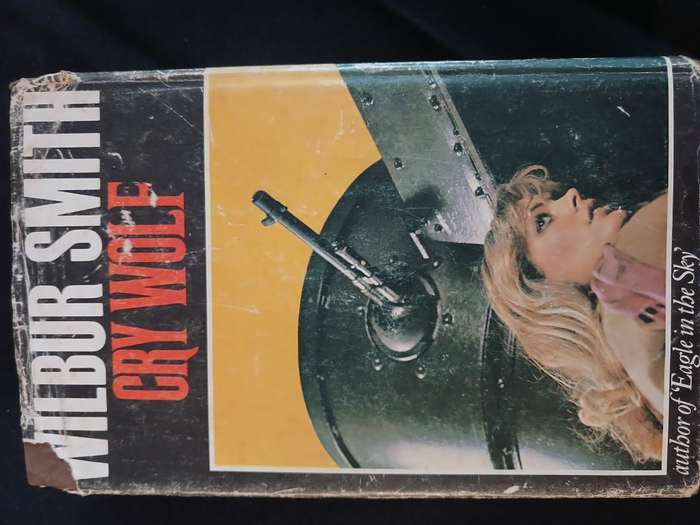 WILBUR SMITH
CRY WOLF
author of 'Eagle in the Sky'